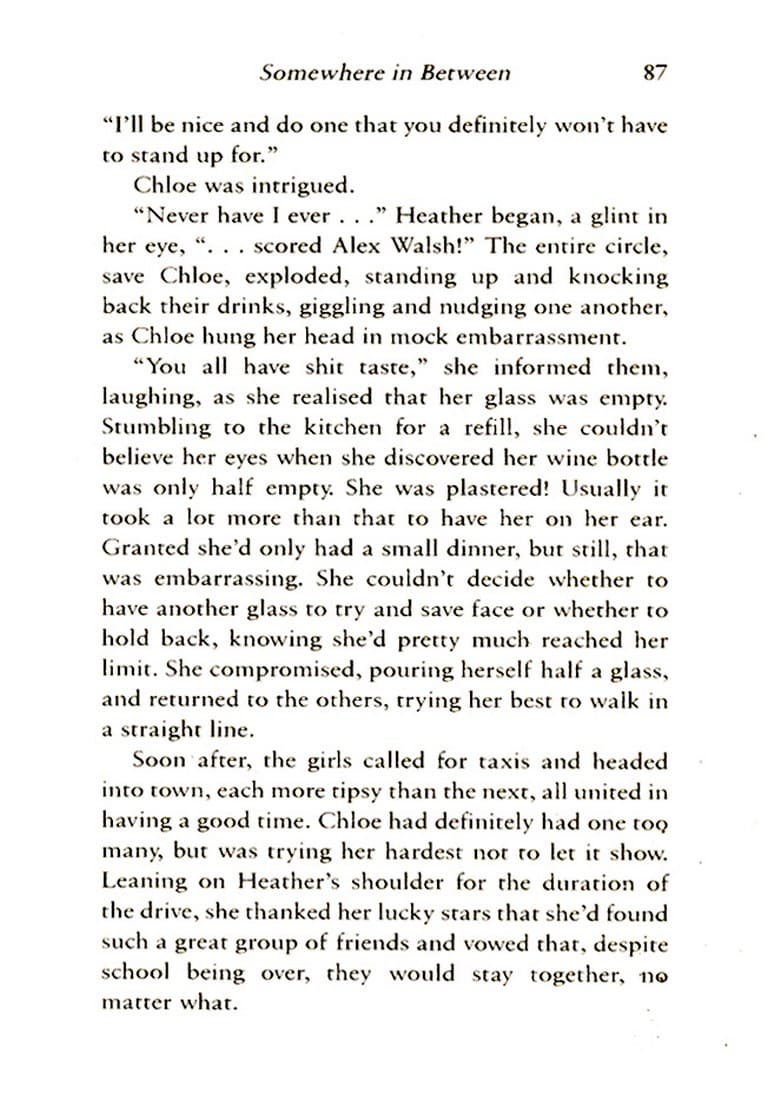 Somewhere in Between 87
“I’ll be nice and do one that you definitely won’t have
to stand up for.”
Chloe was intrigued.
“Never have I ever . . .” Heather began, a glint in
her eye, “. . . scored Alex Walsh!” The entire circle,
save Chloe, exploded, standing up and knocking
back their drinks, giggling and nudging one another,
as Chloe hung her head in mock embarrassment.
“You all have shit taste,” she informed them,
laughing, as she realised that her glass was empty.
Stumbling to the kitchen for a refill, she couldn’t
believe her eyes when she discovered her wine bottle
was only half empty. She was plastered! Usually it
took a lot more than that to have her on her ear.
Granted she’d only had a small dinner, but still, that
was embarrassing. She couldn’t decide whether to
have another glass to try and save face or whether to
hold back, knowing she’d pretty much reached her
limit. She compromised, pouring herself half a glass,
and returned to the others, trying her best to walk in
a straight line.
Soon after, the girls called for taxis and headed
into town, each more tipsy than the next, all united in
having a good time. Chloe had definitely had one too
many, but was trying her hardest not to let it show.
Leaning on Heather’s shoulder for the duration of
the drive, she thanked her lucky stars that she’d found
such a great group of friends and vowed that, despite
school being over, they would stay together, no
matter what.